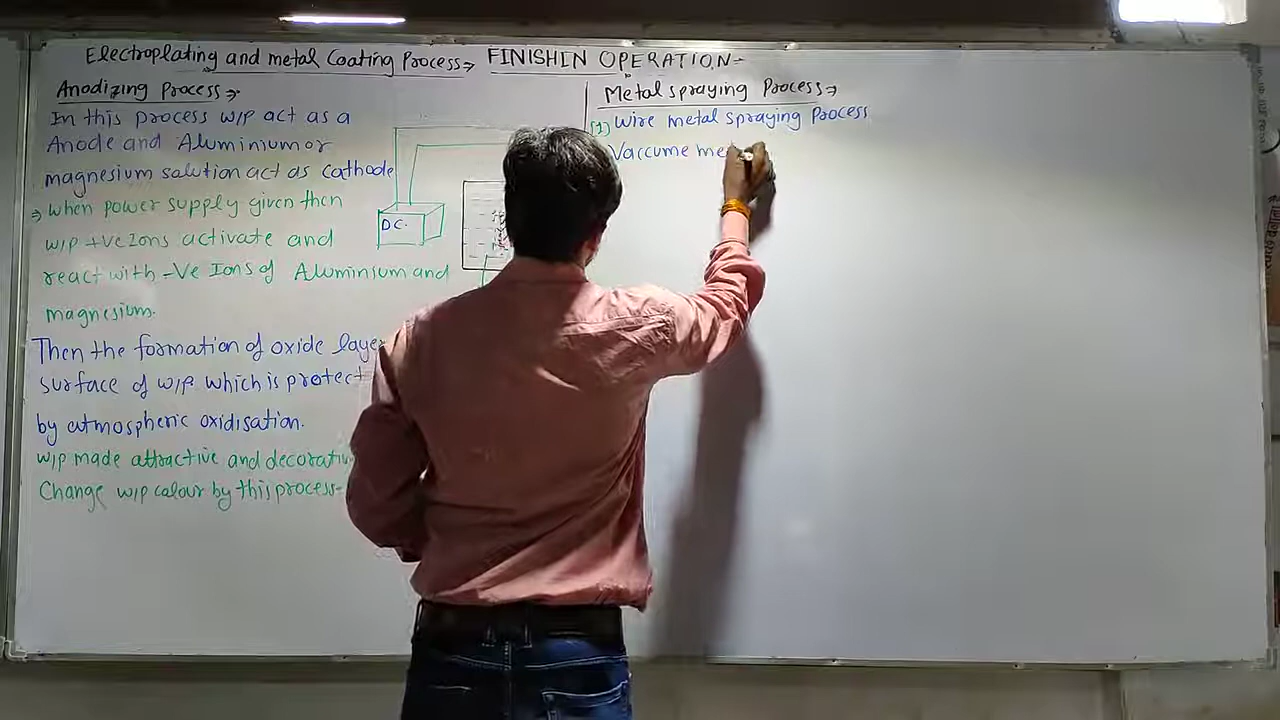 Electroplating and metal Coating Process⇒ FINISHIN OPERATION-
Anodizing Process⇒
In this process W/P act as a
Anode and Aluminium or
magnesium salution act as cathode
⇒ when power supply given then
W/P +ve Ions activate and
react with -Ve Ions of Aluminium and
magnesium.
Then the formation of oxide layer
surface of W/P which is protect
by atmospheric oxidisation.
W/P made attractive and decorativ
Change W/P calour by this process-
D.C.
Metal spraying Process⇒
(1) Wire metal spraying Process
Vaccume me